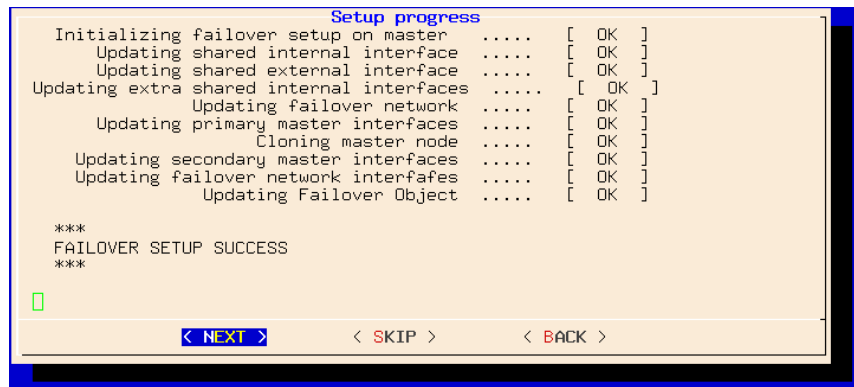 Setup progress
Initializing failover setup on master ..... [ OK ]
Updating shared internal interface ..... [ OK ]
Updating shared external interface ..... [ OK ]
Updating extra shared internal interfaces ..... [ OK ]
Updating failover network ..... [ OK ]
Updating primary master interfaces ..... [ OK ]
Cloning master node ..... [ OK ]
Updating secondary master interfaces ..... [ OK ]
Updating failover network interfafes ..... [ OK ]
Updating Failover Object ..... [ OK ]
***
FAILOVER SETUP SUCCESS
***
< NEXT > < SKIP > < BACK >